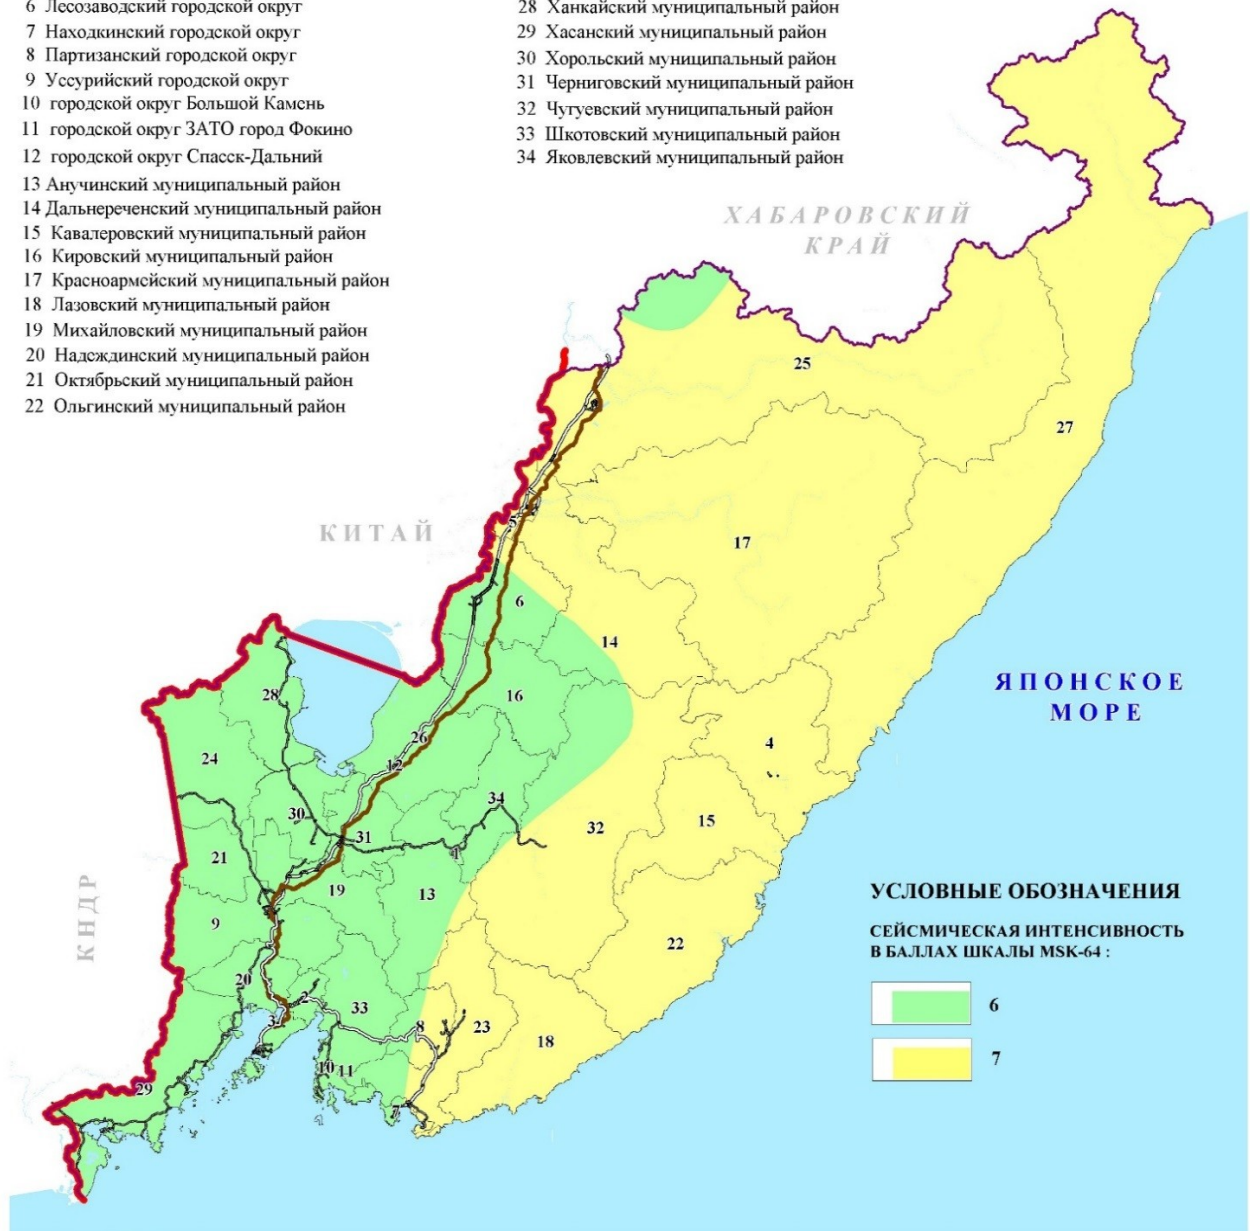 6 Лесозаводский городской округ
7 Находкинский городской округ
8 Партизанский городской округ
9 Уссурийский городской округ
10 городской округ Большой Камень
11 городской округ ЗАТО город Фокино
12 городской округ Спасск-Дальний
13 Анучинский муниципальный район
14 Дальнереченский муниципальный район
15 Кавалеровский муниципальный район
16 Кировский муниципальный район
17 Красноармейский муниципальный район
18 Лазовский муниципальный район
19 Михайловский муниципальный район
20 Надеждинский муниципальный район
21 Октябрьский муниципальный район
22 Ольгинский муниципальный район
28 Ханкайский муниципальный район
29 Хасанский муниципальный район
30 Хорольский муниципальный район
31 Черниговский муниципальный район
32 Чугуевский муниципальный район
33 Шкотовский муниципальный район
34 Яковлевский муниципальный район
ХАБАРОВСКИЙ
КРАЙ
25
27
КИТАЙ
5
17
6
14
ЯПОНСКОЕ
МОРЕ
28
16
26
4
24
12
34
30
32
15
31
21
1
19
13
КНДР
9
22
20
2
33
3
8
23
18
10
11
29
7
УСЛОВНЫЕ ОБОЗНАЧЕНИЯ
СЕЙСМИЧЕСКАЯ ИНТЕНСИВНОСТЬ
В БАЛЛАХ ШКАЛЫ MSK-64 :
6
7